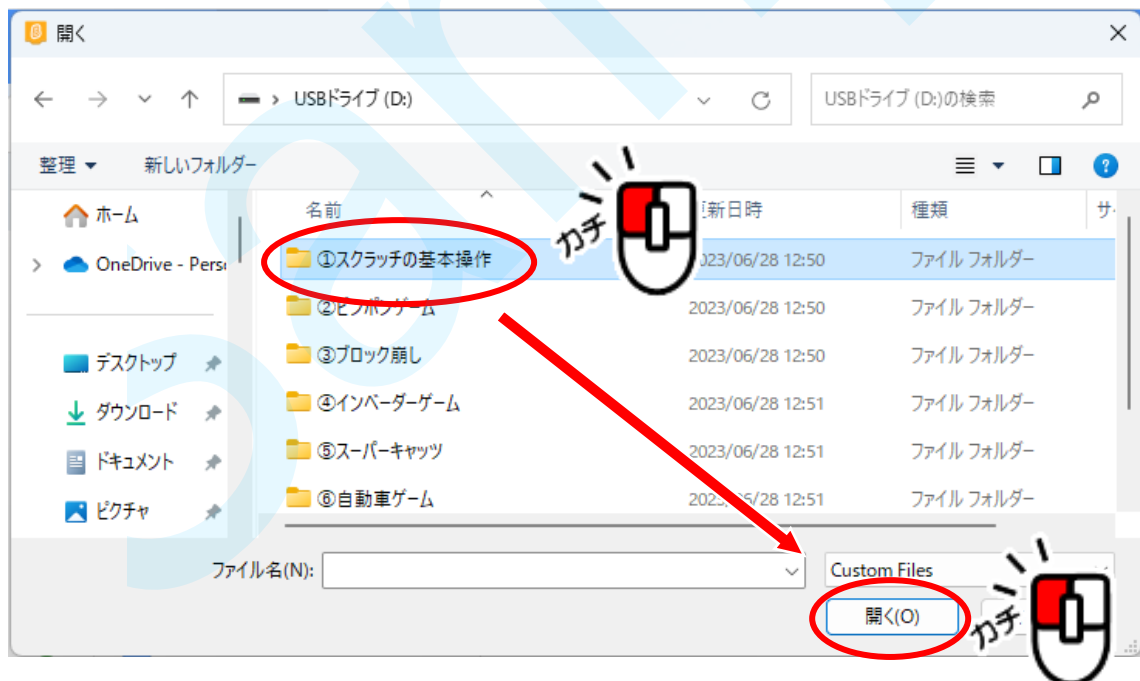 開く
USBドライブ (D:)
USBドライブ (D:)の検索
整理
新しいフォルダー
名前
新日時
種類
サ
ホーム
OneDrive - Pers
①スクラッチの基本操作
2023/06/28 12:50
ファイル フォルダー
カチ
②ピンポンゲーム
2023/06/28 12:50
ファイル フォルダー
デスクトップ
③ブロック崩し
2023/06/28 12:50
ファイル フォルダー
ダウンロード
④インベーダーゲーム
2023/06/28 12:51
ファイル フォルダー
ドキュメント
⑤スーパーキャッツ
2023/06/28 12:51
ファイル フォルダー
ピクチャ
⑥自動車ゲーム
2023/06/28 12:51
ファイル フォルダー
ファイル名(N):
Custom Files
開く(O)
カチ